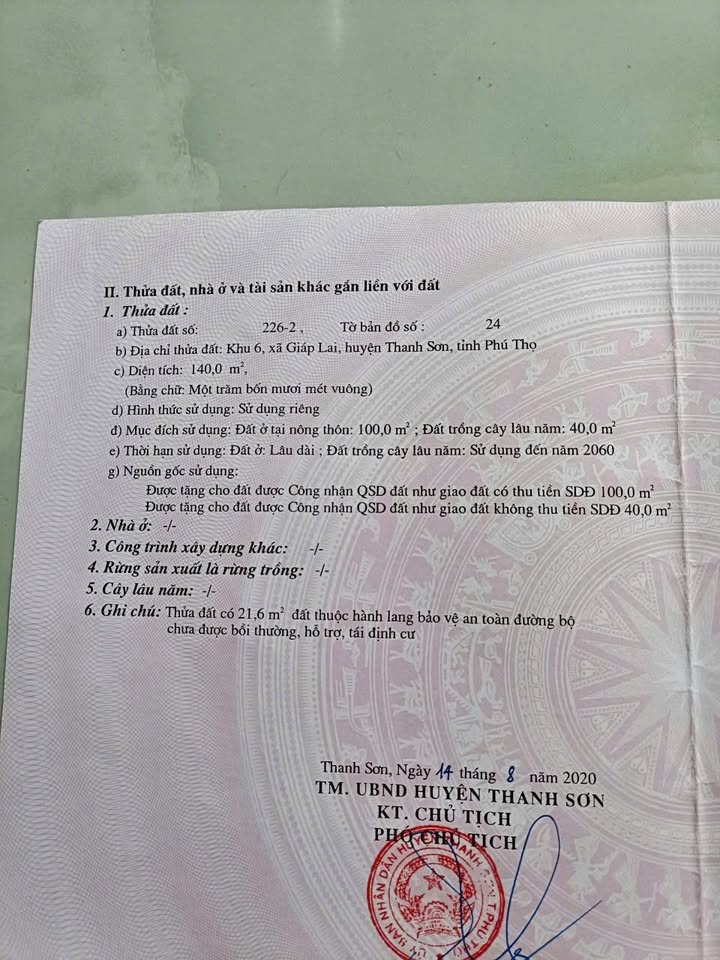 II. Thửa đất, nhà ở và tài sản khác gắn liền với đất
1. Thửa đất :
a) Thửa đất số: 226-2 , Tờ bản đồ số : 24
b) Địa chỉ thửa đất: Khu 6, xã Giáp Lai, huyện Thanh Sơn, tỉnh Phú Thọ
c) Diện tích: 140,0 m²,
(Bằng chữ: Một trăm bốn mươi mét vuông)
d) Hình thức sử dụng: Sử dụng riêng
đ) Mục đích sử dụng: Đất ở tại nông thôn: 100,0 m² ; Đất trồng cây lâu năm: 40,0 m²
e) Thời hạn sử dụng: Đất ở: Lâu dài ; Đất trồng cây lâu năm: Sử dụng đến năm 2060
g) Nguồn gốc sử dụng:
Được tặng cho đất được Công nhận QSD đất như giao đất có thu tiền SDĐ 100,0 m²
Được tặng cho đất được Công nhận QSD đất như giao đất không thu tiền SDĐ 40,0 m²
2. Nhà ở: -/-
3. Công trình xây dựng khác: -/-
4. Rừng sản xuất là rừng trồng: -/-
5. Cây lâu năm: -/-
6. Ghi chú: Thửa đất có 21,6 m² đất thuộc hành lang bảo vệ an toàn đường bộ
chưa được bồi thường, hỗ trợ, tái định cư
Thanh Sơn, Ngày 14 tháng 8 năm 2020
TM. UBND HUYỆN THANH SƠN
KT. CHỦ TỊCH
PHÓ CHỦ TỊCH
ỦY BAN NHÂN DÂN HUYỆN THANH SƠN T. PHÚ THỌ